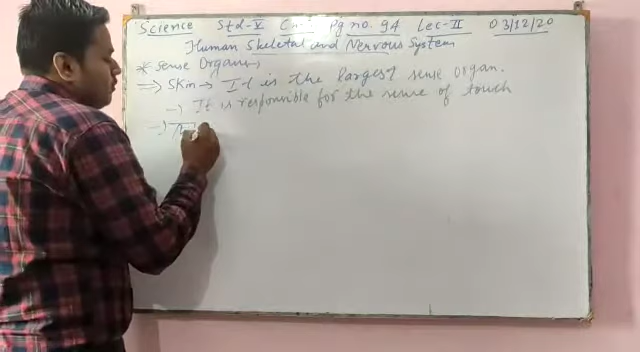 Science Std-V Ch-1 Pg no. 94 Lec-II 03/12/20
Human Skeletal and Nervous System
* Sense Organs
=> Skin → It is the largest sense organ.
→ It is responsible for the sense of touch